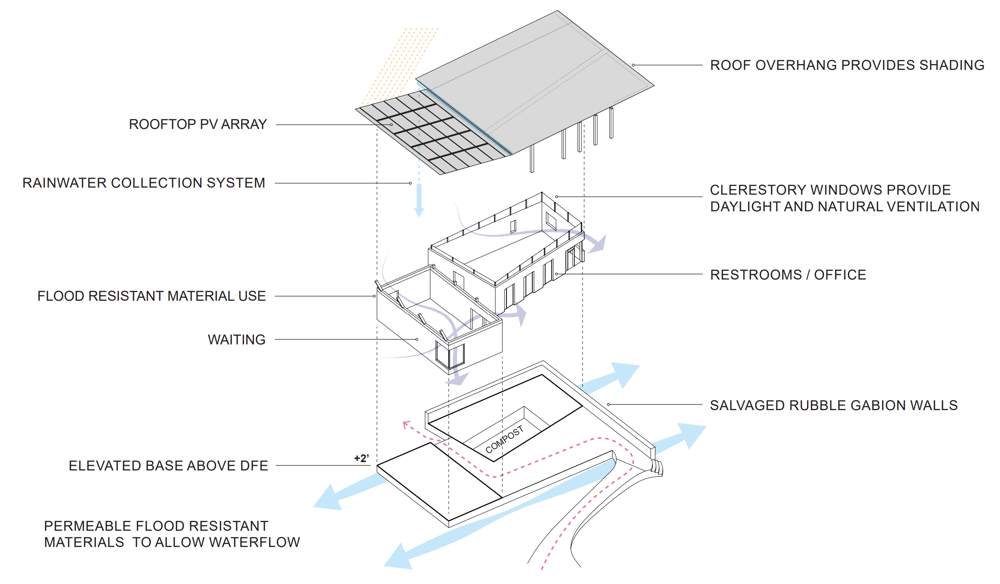 ROOF OVERHANG PROVIDES SHADING
ROOFTOP PV ARRAY
RAINWATER COLLECTION SYSTEM
CLERESTORY WINDOWS PROVIDE
DAYLIGHT AND NATURAL VENTILATION
RESTROOMS / OFFICE
FLOOD RESISTANT MATERIAL USE
WAITING
SALVAGED RUBBLE GABION WALLS
COMPOST
+2'
ELEVATED BASE ABOVE DFE
PERMEABLE FLOOD RESISTANT
MATERIALS TO ALLOW WATERFLOW